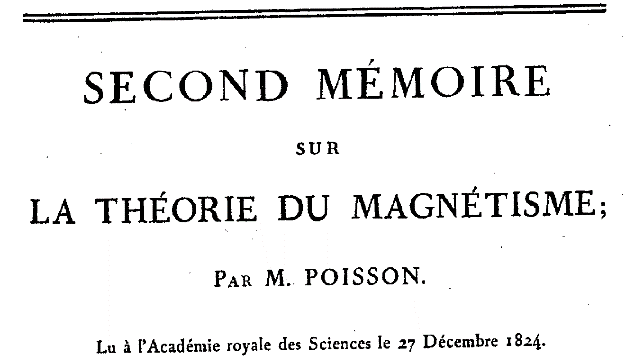 SECOND MÉMOIRE
SUR
LA THÉORIE DU MAGNÉTISME;
PAR M. POISSON.
Lu à l'Académie royale des Sciences le 27 Décembre 1824.